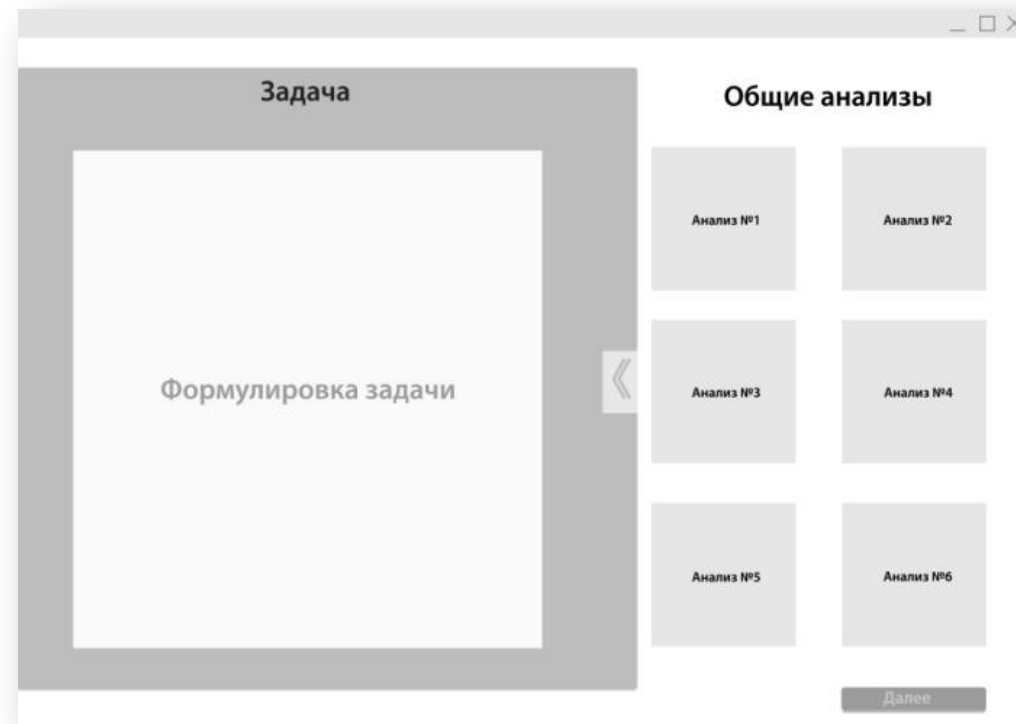 Задача
Формулировка задачи
Общие анализы
Анализ №1
Анализ №2
Анализ №3
Анализ №4
Анализ №5
Анализ №6
Далее